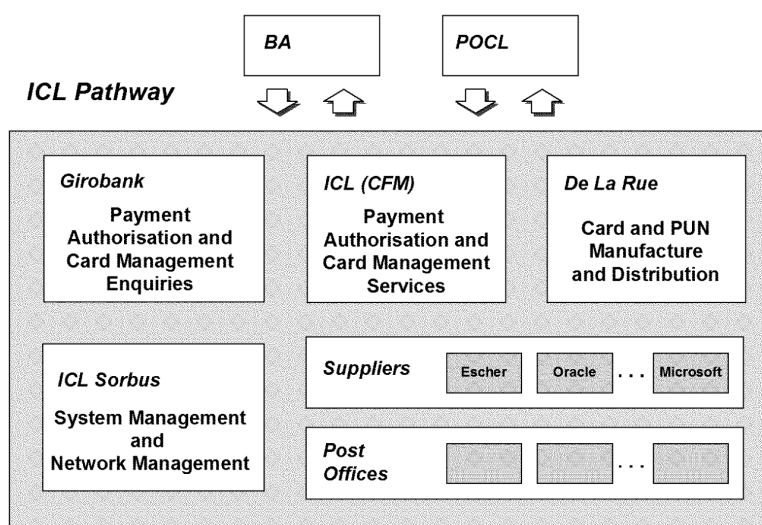 BA
POCL
ICL Pathway
Girobank
Payment
Authorisation and
Card Management
Enquiries
ICL (CFM)
Payment
Authorisation and
Card Management
Services
De La Rue
Card and PUN
Manufacture
and Distribution
ICL Sorbus
System Management
and
Network Management
Suppliers
Escher
Oracle
. . .
Microsoft
Post
Offices
. . .